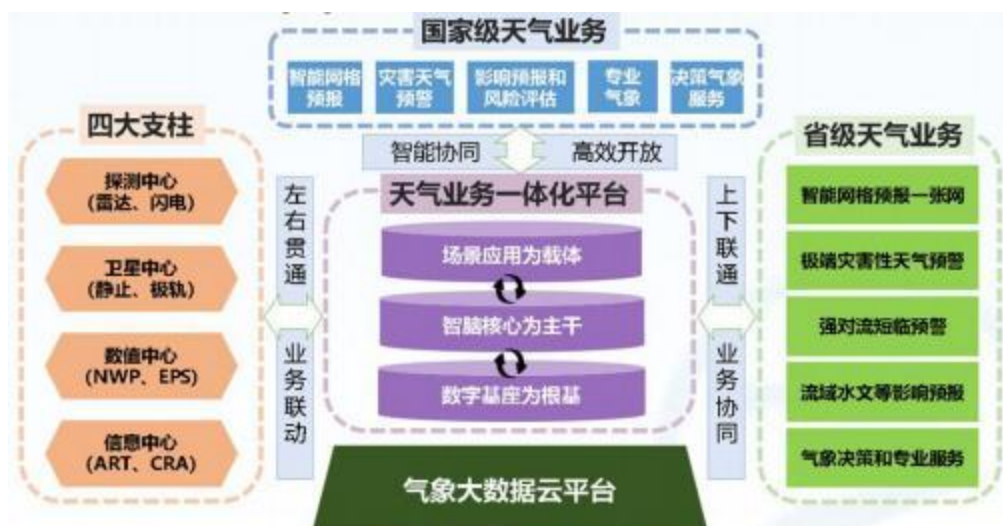 国家级天气业务
智能网格
预报
灾害天气
预警
影响预报和
风险评估
专业
气象
决策气象
服务
智能协同
高效开放
四大支柱
探测中心
(雷达、闪电)
卫星中心
(静止、极轨)
数值中心
(NWP、EPS)
信息中心
(ART、CRA)
左右贯通
业务联动
天气业务一体化平台
场景应用为载体
智脑核心为主干
数字基座为根基
气象大数据云平台
上下联通
业务协同
省级天气业务
智能网格预报一张网
极端灾害性天气预警
强对流短临预警
流域水文等影响预报
气象决策和专业服务